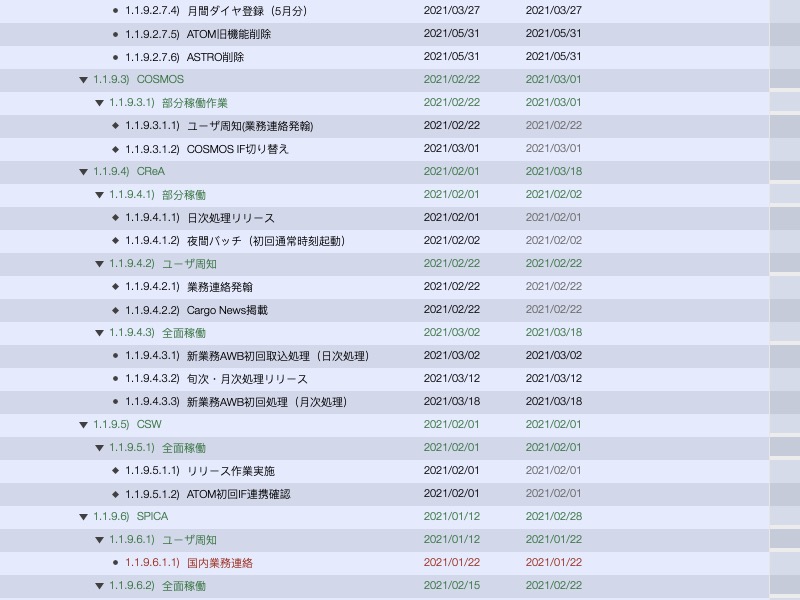 1.1.9.2.7.4) 月間ダイヤ登録（5月分） 2021/03/27 2021/03/27
1.1.9.2.7.5) ATOM旧機能削除 2021/05/31 2021/05/31
1.1.9.2.7.6) ASTRO削除 2021/05/31 2021/05/31
1.1.9.3) COSMOS 2021/02/22 2021/03/01
1.1.9.3.1) 部分稼働作業 2021/02/22 2021/03/01
1.1.9.3.1.1) ユーザ周知(業務連絡発翰) 2021/02/22 2021/02/22
1.1.9.3.1.2) COSMOS IF切り替え 2021/03/01 2021/03/01
1.1.9.4) CReA 2021/02/01 2021/03/18
1.1.9.4.1) 部分稼働 2021/02/01 2021/02/02
1.1.9.4.1.1) 日次処理リリース 2021/02/01 2021/02/01
1.1.9.4.1.2) 夜間バッチ（初回通常時刻起動） 2021/02/02 2021/02/02
1.1.9.4.2) ユーザ周知 2021/02/22 2021/02/22
1.1.9.4.2.1) 業務連絡発翰 2021/02/22 2021/02/22
1.1.9.4.2.2) Cargo News掲載 2021/02/22 2021/02/22
1.1.9.4.3) 全面稼働 2021/03/02 2021/03/18
1.1.9.4.3.1) 新業務AWB初回取込処理（日次処理） 2021/03/02 2021/03/02
1.1.9.4.3.2) 旬次・月次処理リリース 2021/03/12 2021/03/12
1.1.9.4.3.3) 新業務AWB初回処理（月次処理） 2021/03/18 2021/03/18
1.1.9.5) CSW 2021/02/01 2021/02/01
1.1.9.5.1) 全面稼働 2021/02/01 2021/02/01
1.1.9.5.1.1) リリース作業実施 2021/02/01 2021/02/01
1.1.9.5.1.2) ATOM初回IF連携確認 2021/02/01 2021/02/01
1.1.9.6) SPICA 2021/01/12 2021/02/28
1.1.9.6.1) ユーザ周知 2021/01/12 2021/01/22
1.1.9.6.1.1) 国内業務連絡 2021/01/22 2021/01/22
1.1.9.6.2) 全面稼働 2021/02/15 2021/02/22